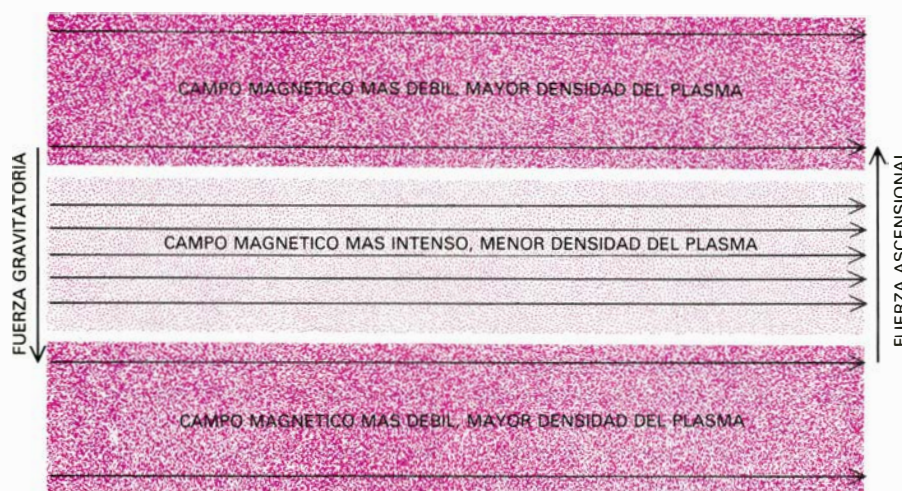 CAMPO MAGNETICO MAS DEBIL, MAYOR DENSIDAD DEL PLASMA
FUERZA GRAVITATORIA
CAMPO MAGNETICO MAS INTENSO, MENOR DENSIDAD DEL PLASMA
FUERZA ASCENSIONAL
CAMPO MAGNETICO MAS DEBIL, MAYOR DENSIDAD DEL PLASMA